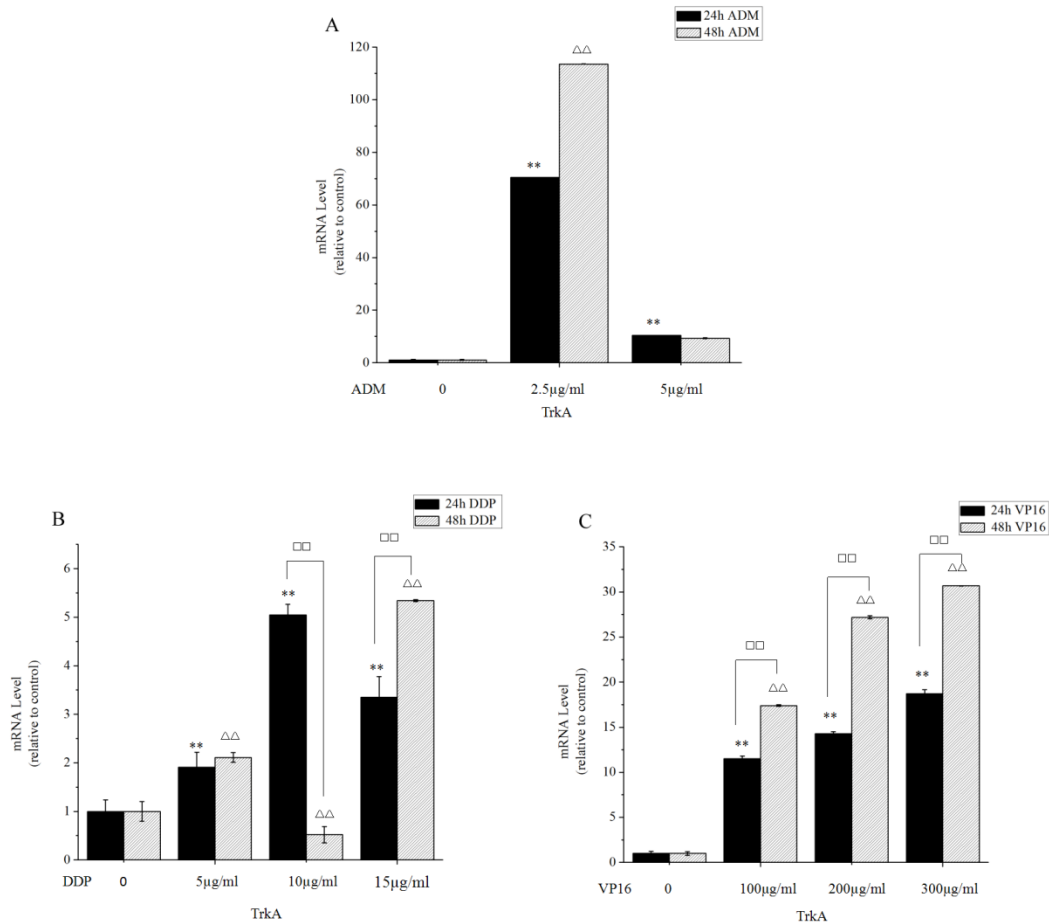 A
24h ADM
48h ADM
mRNA Level
(relative to control)
120
100
80
60
40
20
0
△△
**
**
ADM 0 2.5µg/ml 5µg/ml
TrkA
B
24h DDP
48h DDP
mRNA Level
(relative to control)
6
5
4
3
2
1
0
□□
□□
**
△△
**
**
△△
△△
DDP 0 5µg/ml 10µg/ml 15µg/ml
TrkA
C
24h VP16
48h VP16
mRNA Level
(relative to control)
35
30
25
20
15
10
5
0
□□
□□
□□
△△
△△
△△
**
**
**
VP16 0 100µg/ml 200µg/ml 300µg/ml
TrkA